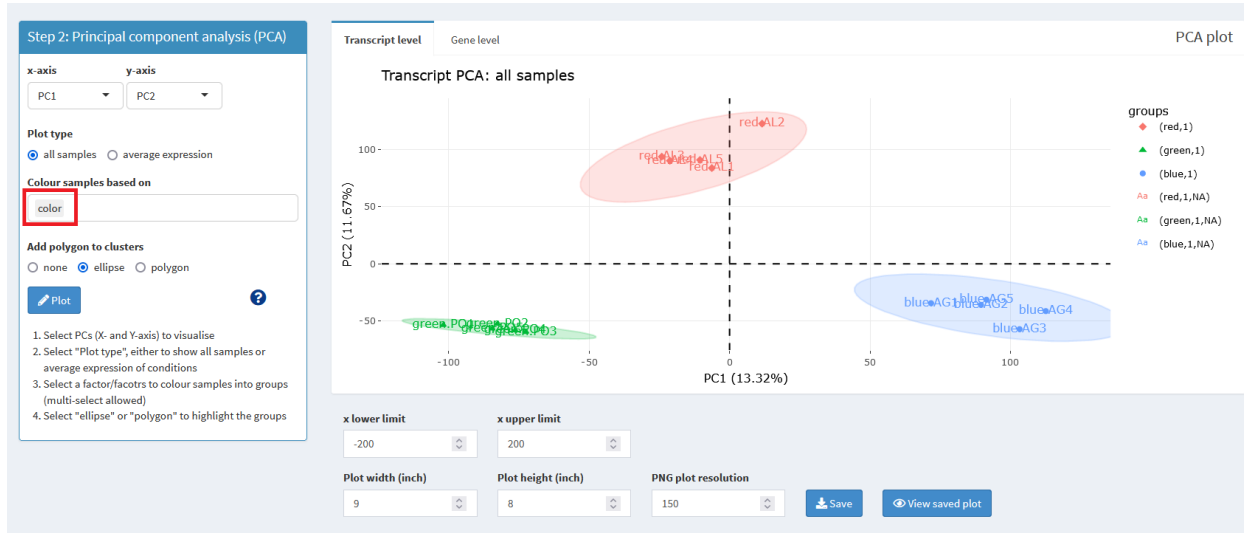 Step 2: Principal component analysis (PCA)
x-axis
y-axis
PC1
PC2
Plot type
all samples
average expression
Colour samples based on
color
Add polygon to clusters
none
ellipse
polygon
Plot
?
1. Select PCs (X- and Y-axis) to visualise
2. Select "Plot type", either to show all samples or
average expression of conditions
3. Select a factor/facotrs to colour samples into groups
(multi-select allowed)
4. Select "ellipse" or "polygon" to highlight the groups
Transcript level
Gene level
PCA plot
Transcript PCA: all samples
100
50
0
-50
PC2 (11.67%)
red.AL2
red.AL1
green.PO2
blue.AG1
blue.AG5
blue.AG2
blue.AG4
blue.AG3
-100
-50
0
50
100
PC1 (13.32%)
groups
(red,1)
(green,1)
(blue,1)
Aa (red,1,NA)
Aa (green,1,NA)
Aa (blue,1,NA)
x lower limit
x upper limit
-200
200
Plot width (inch)
Plot height (inch)
PNG plot resolution
9
8
150
Save
View saved plot